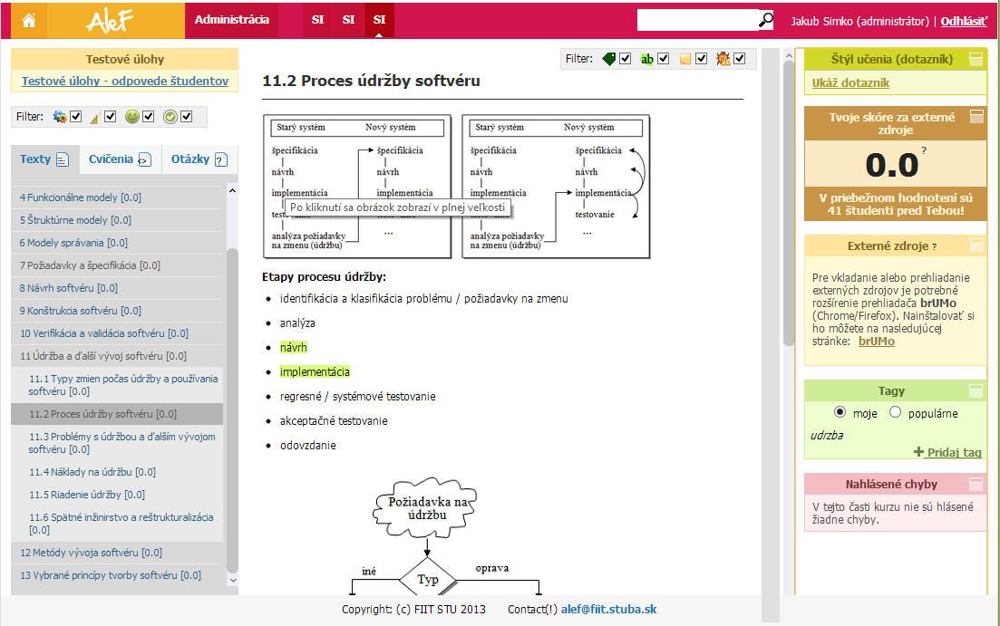 AleF
Administrácia
SI
SI
SI
Jakub Simko (administrátor) | Odhlásiť
Testové úlohy
Testové úlohy - odpovede študentov
Filter:
Texty
Cvičenia
Otázky
4 Funkcionálne modely [0.0]
5 Štruktúrne modely [0.0]
6 Modely správania [0.0]
7 Požiadavky a špecifikácia [0.0]
8 Návrh softvéru [0.0]
9 Konštrukcia softvéru [0.0]
10 Verifikácia a validácia softvéru [0.0]
11 Údržba a ďalší vývoj softvéru [0.0]
11.1 Typy zmien počas údržby a používania
softvéru [0.0]
11.2 Proces údržby softvéru [0.0]
11.3 Problémy s údržbou a ďalším vývojom
softvéru [0.0]
11.4 Náklady na údržbu [0.0]
11.5 Riadenie údržby [0.0]
11.6 Spätné inžinirstvo a reštrukturalizácia
[0.0]
12 Metódy vývoja softvéru [0.0]
13 Vybrané princípy tvorby softvéru [0.0]
Filter:
ab
11.2 Proces údržby softvéru
Starý systém Nový systém
špecifikácia špecifikácia
návrh návrh
implementácia implementácia
Po kliknutí sa obrázok zobrazí v plnej veľkosti
analýza požiadavky
na zmenu (údržbu)
...
Starý systém Nový systém
špecifikácia špecifikácia
návrh návrh
implementácia implementácia
testovanie
analýza požiadavky
na zmenu (údržbu)
...
Etapy procesu údržby:
• identifikácia a klasifikácia problému / požiadavky na zmenu
• analýza
• návrh
• implementácia
• regresné / systémové testovanie
• akceptačné testovanie
• odovzdanie
Požiadavka na
údržbu
iné
Typ
oprava
Štýl učenia (dotazník)
Ukáž dotazník
Tvoje skóre za externé
zdroje
0.0 ?
V priebežnom hodnotení sú
41 študenti pred Tebou!
Externé zdroje ?
Pre vkladanie alebo prehliadanie
externých zdrojov je potrebné
rozšírenie prehliadača brUMo
(Chrome/Firefox). Nainštalovať si
ho môžete na nasledujúcej
stránke: brUMo
Tagy
moje
populárne
udrzba
+ Pridaj tag
Nahlásené chyby
V tejto časti kurzu nie sú hlásené
žiadne chyby.
Copyright: (c) FIIT STU 2013 Contact(!) alef@fiit.stuba.sk